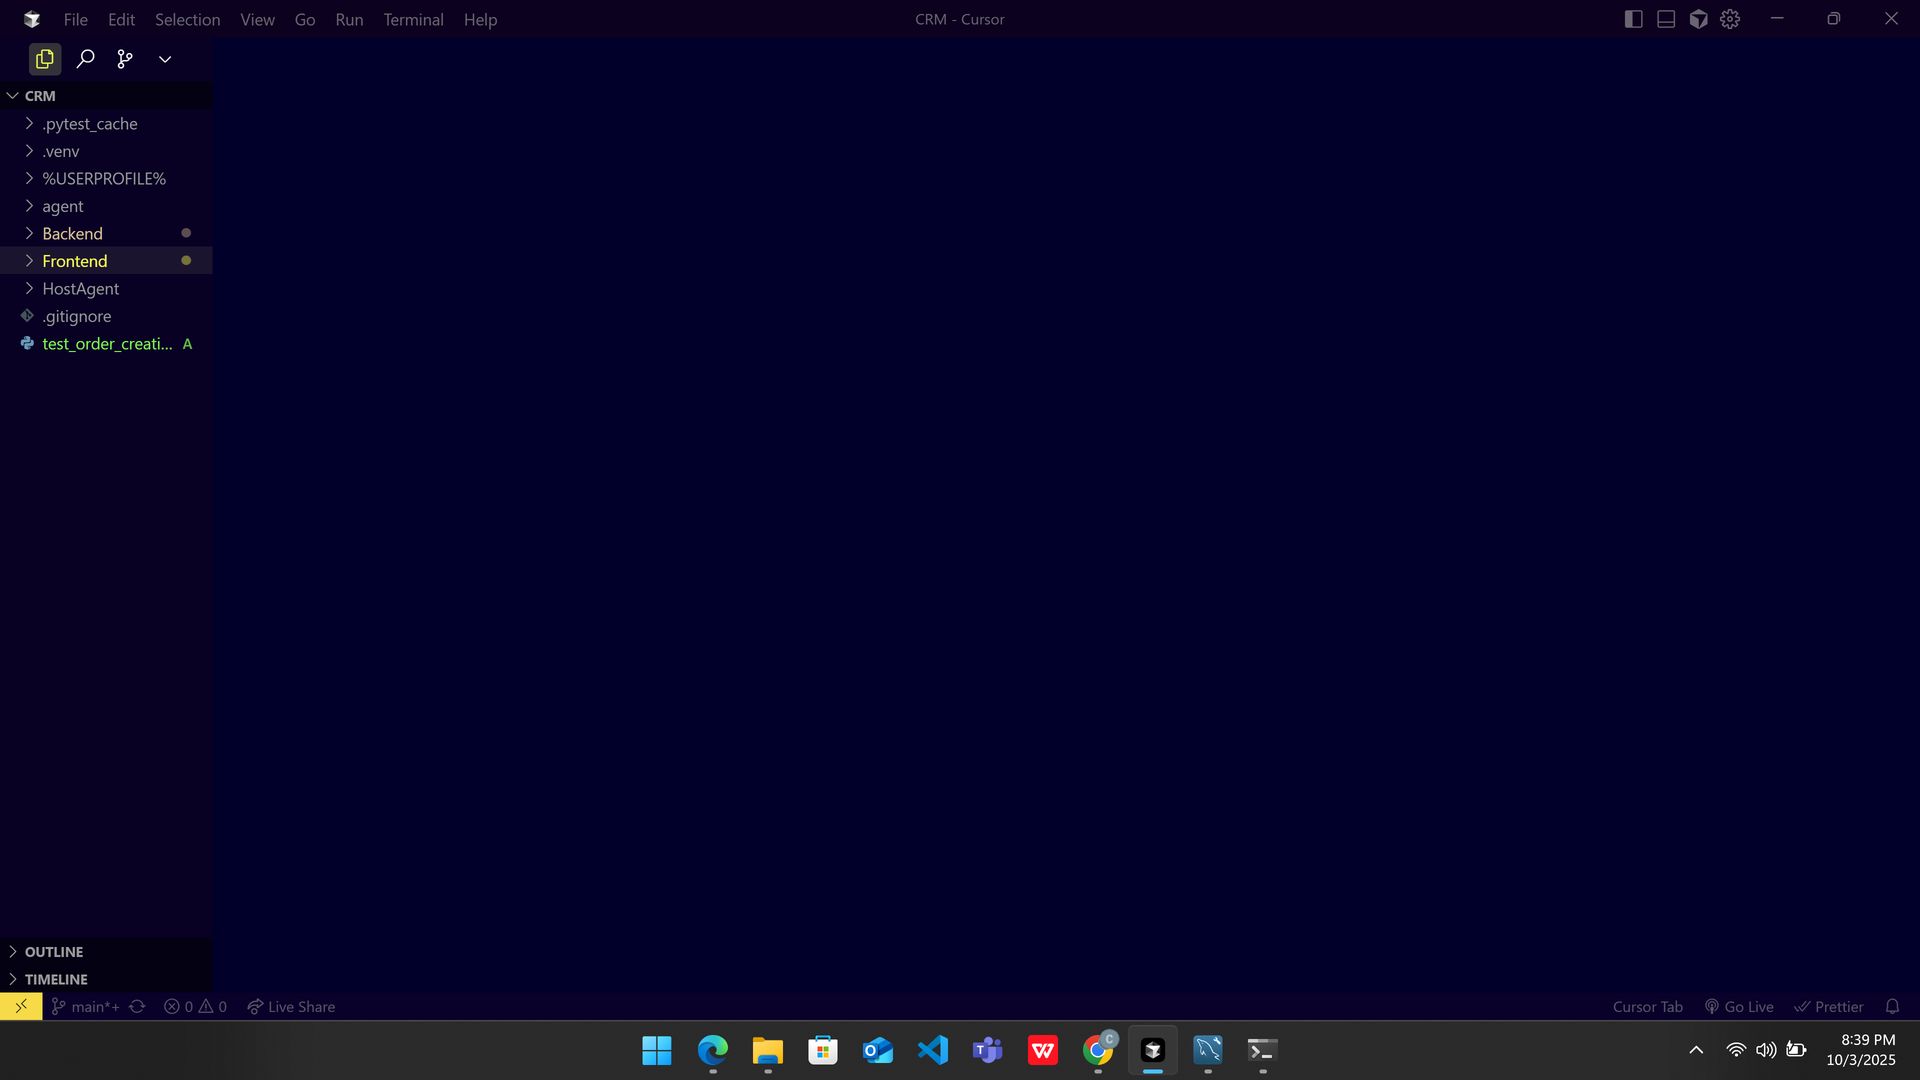 File Edit Selection View Go Run Terminal Help
CRM - Cursor
CRM
.pytest_cache
.venv
%USERPROFILE%
agent
Backend
Frontend
HostAgent
.gitignore
test_order_creati... A
OUTLINE
TIMELINE
main*+ 0 0 Live Share
Cursor Tab Go Live Prettier
8:39 PM
10/3/2025